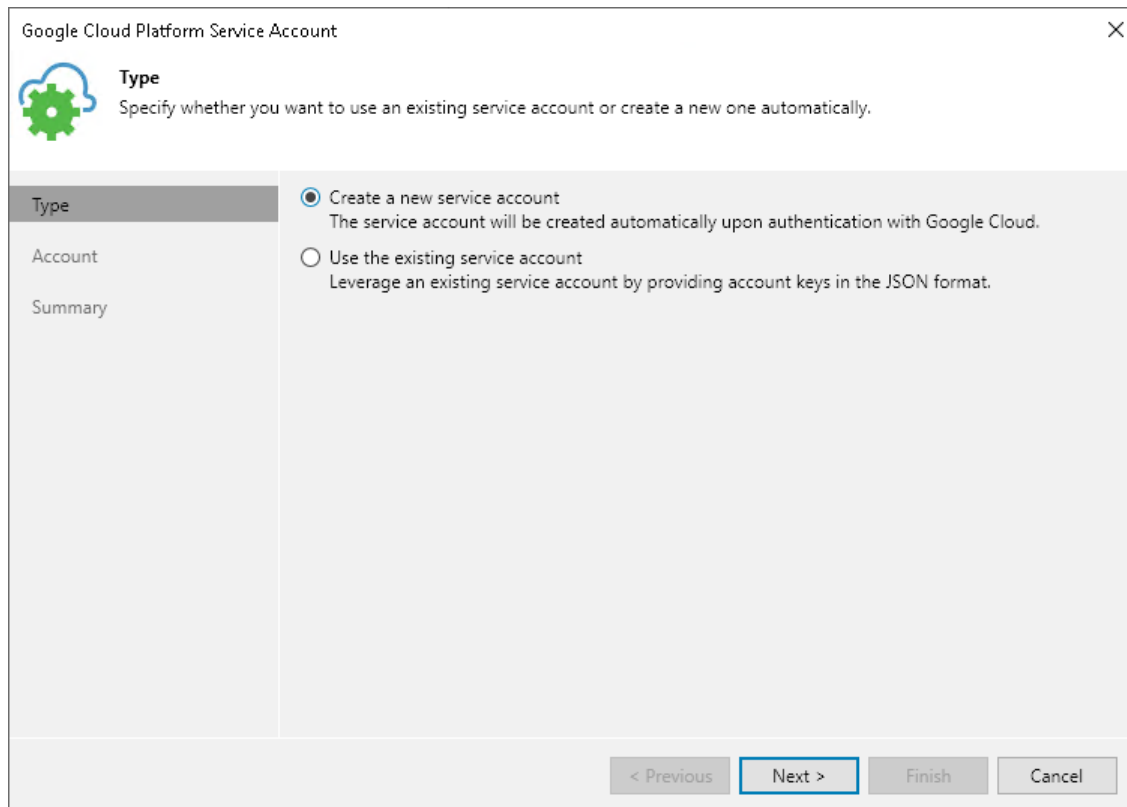 Google Cloud Platform Service Account
Type
Specify whether you want to use an existing service account or create a new one automatically.
Type
Account
Summary
Create a new service account
The service account will be created automatically upon authentication with Google Cloud.
Use the existing service account
Leverage an existing service account by providing account keys in the JSON format.
< Previous
Next >
Finish
Cancel